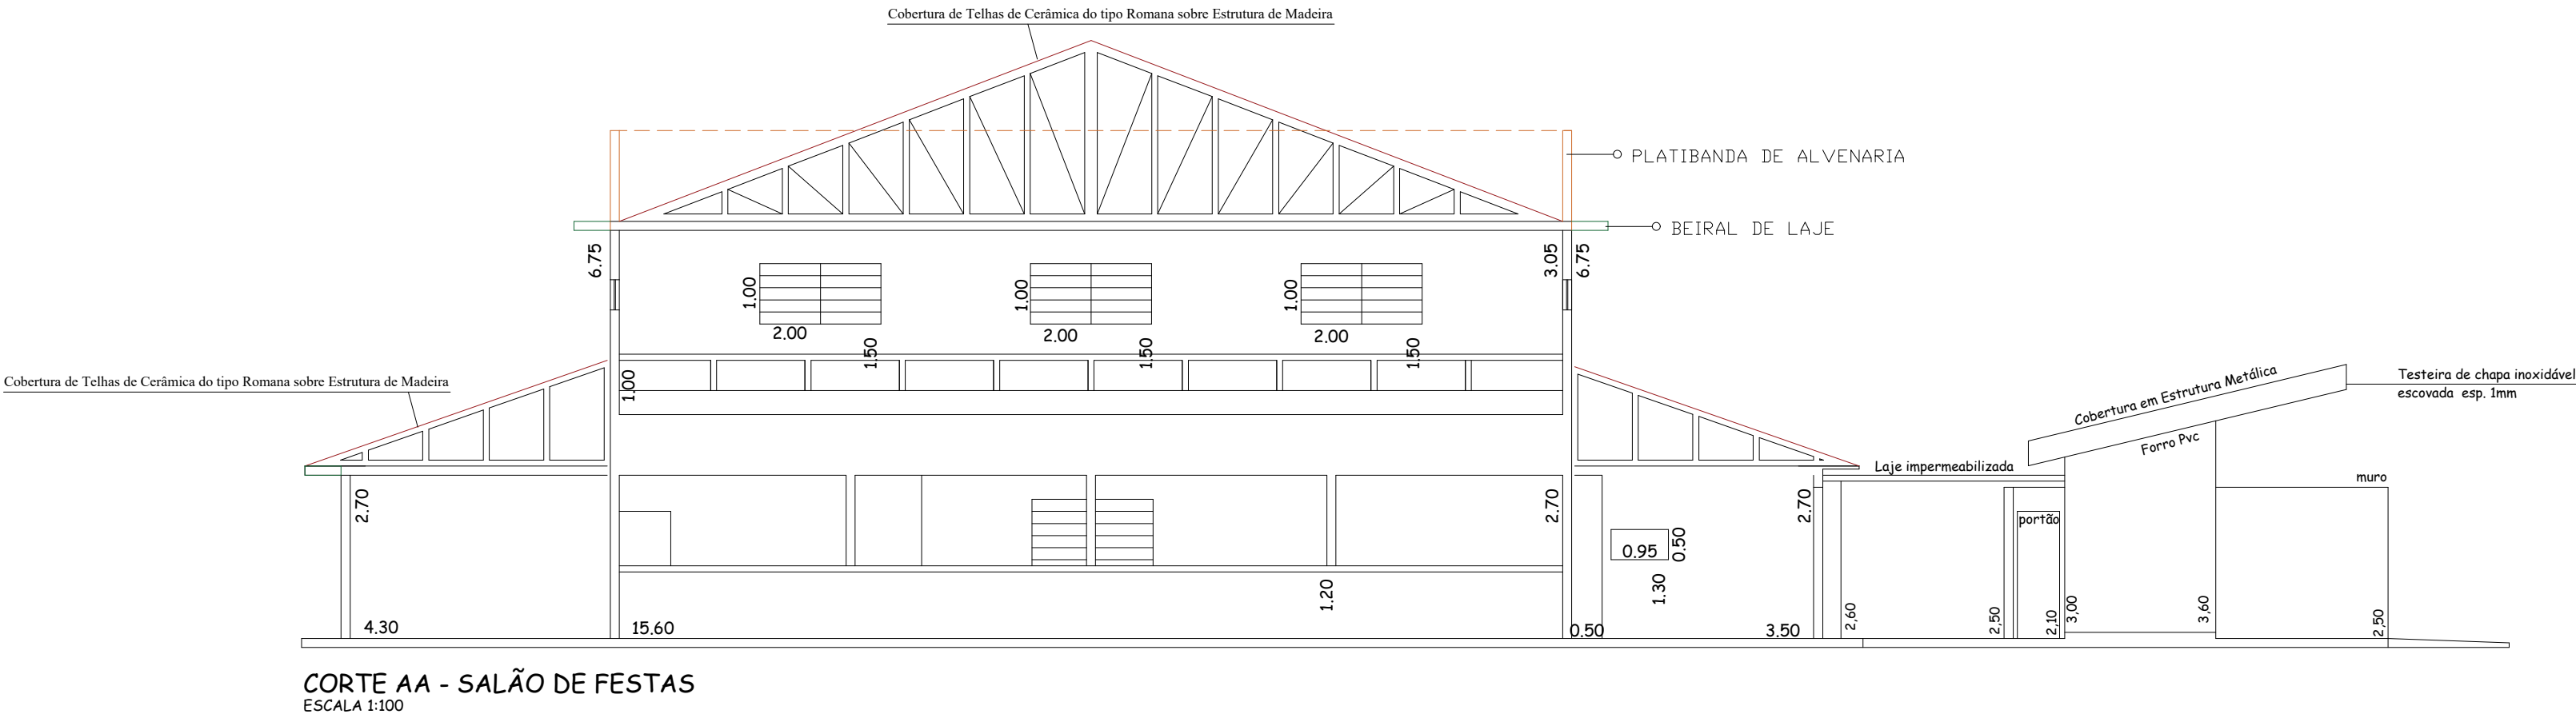 Cobertura de Telhas de Cerâmica do tipo Romana sobre Estrutura de Madeira
PLATIBANDA DE ALVENARIA
BEIRAL DE LAJE
6.75
3.05
6.75
1.00
2.00
1.00
2.00
1.00
2.00
1.50
1.50
1.50
1.00
Cobertura de Telhas de Cerâmica do tipo Romana sobre Estrutura de Madeira
Cobertura em Estrutura Metálica
Testeira de chapa inoxidável
escovada esp. 1mm
Forro Pvc
Laje impermeabilizada
muro
2.70
2.70
2.70
portão
0.95
0.50
1.30
1.20
4.30
15.60
0.50
3.50
2,60
2,50
2,10
3,00
3,60
2,50
CORTE AA - SALÃO DE FESTAS
ESCALA 1:100